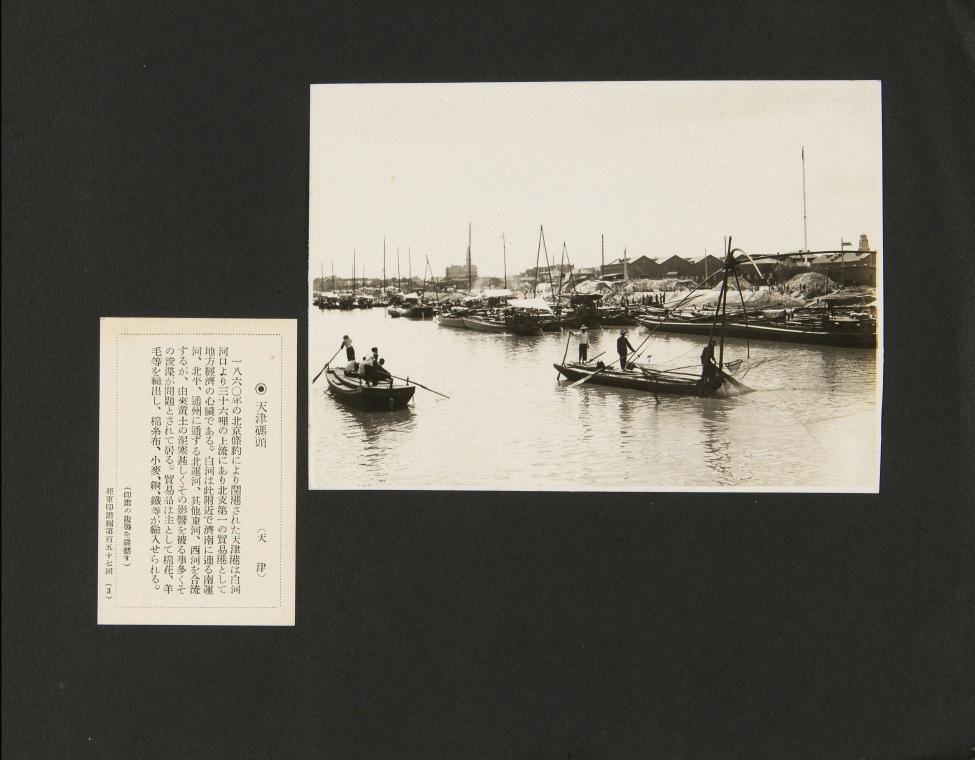 ◉ 天津碼頭 (天津)
一八六〇年の北京條約により開港された天津港は白河
河口より三十六哩の上流にあり北支第一の貿易港として
地方經濟の心臟である。白河は此附近で濟南に連る南運
河、北平、通州に通ずる北運河、其他東河、西河を合流
するが、由來黃土の泥塞甚しくその影響を被る事多くそ
の浚渫が問題とされて居る。貿易品は主として棉花、羊
毛等を輸出し、棉糸布、小麥、銅、鐵等が輸入せられる。
(印畫の複製を嚴禁す)
亞東印畫輯第百五十七回 (3)